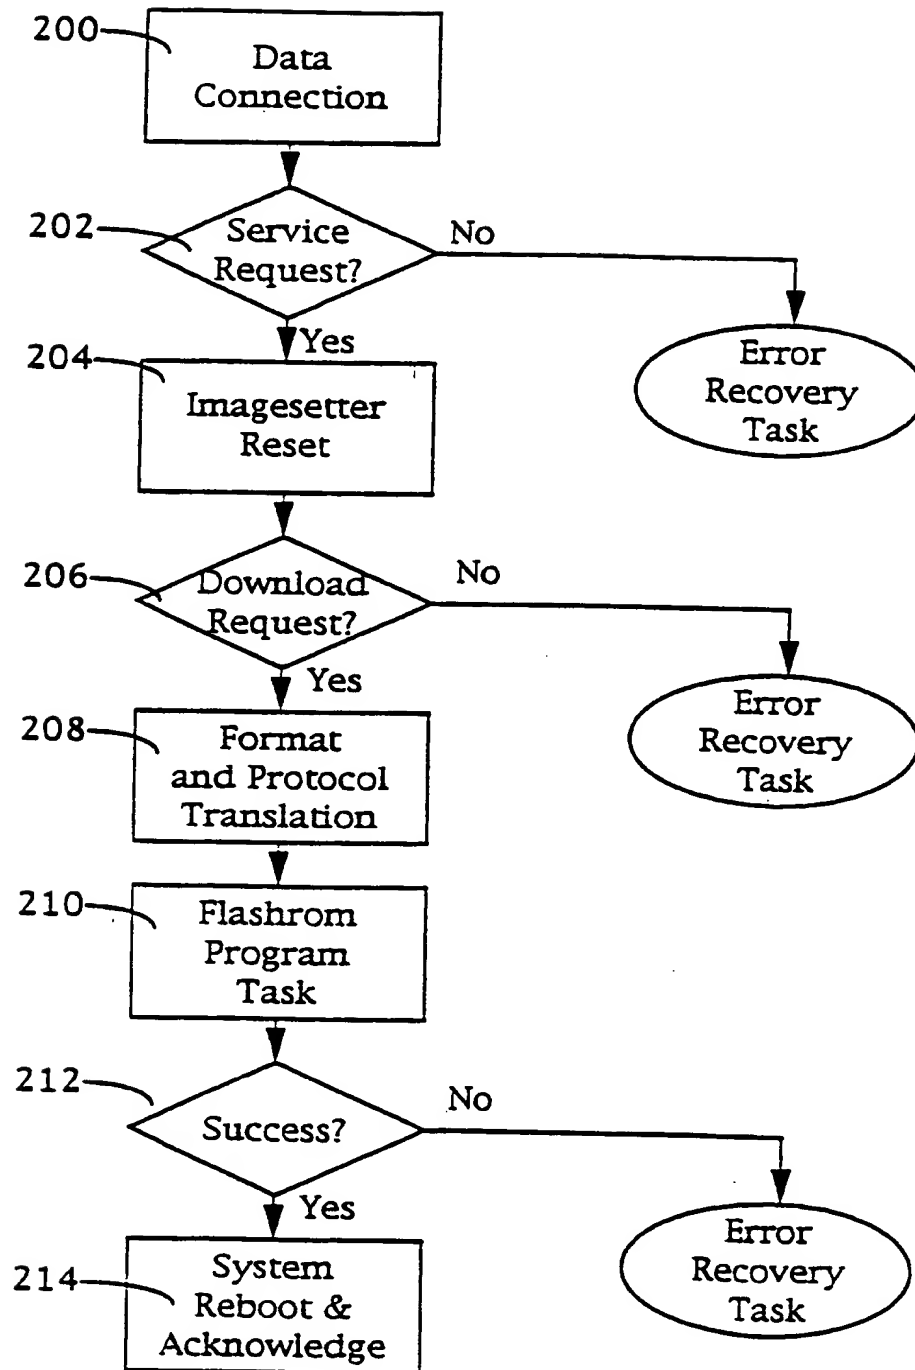 200
Data
Connection
202
Service
Request?
No
Yes
Error
Recovery
Task
204
Imagesetter
Reset
206
Download
Request?
No
Yes
Error
Recovery
Task
208
Format
and Protocol
Translation
210
Flashrom
Program
Task
212
Success?
No
Yes
Error
Recovery
Task
214
System
Reboot &
Acknowledge